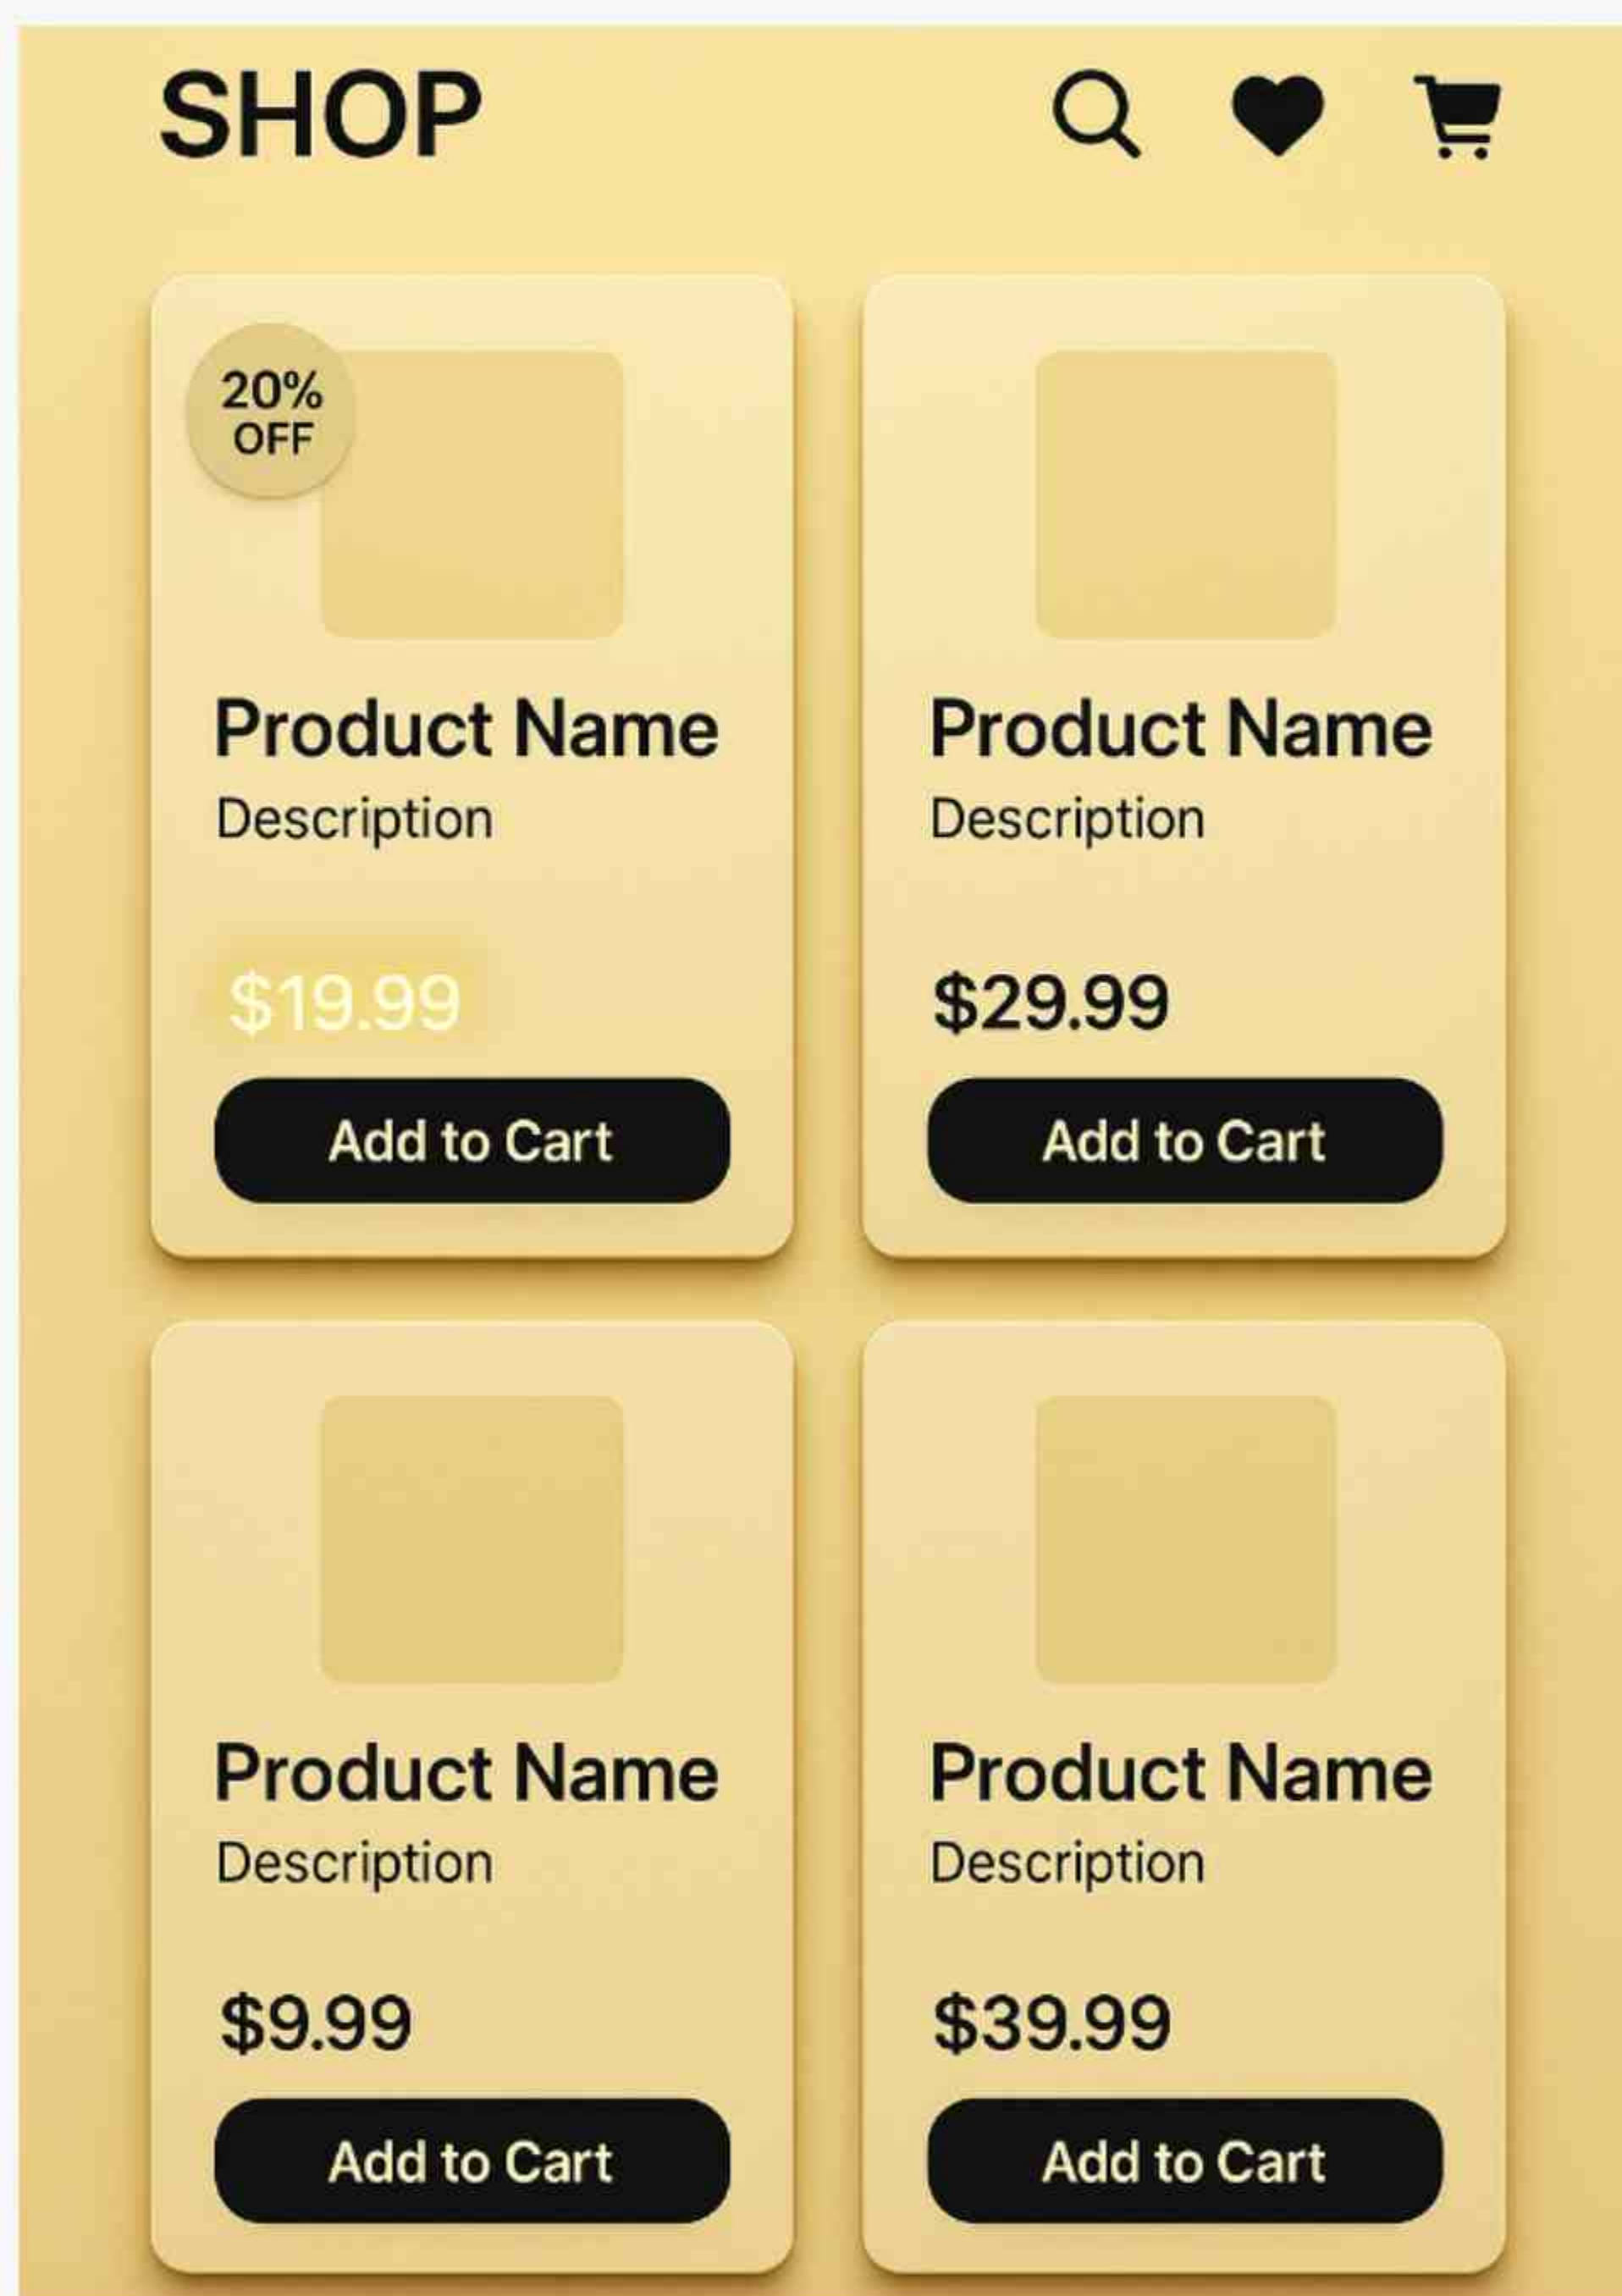 SHOP
20%
OFF
Product Name
Description
$19.99
Add to Cart
Product Name
Description
$29.99
Add to Cart
Product Name
Description
$9.99
Add to Cart
Product Name
Description
$39.99
Add to Cart